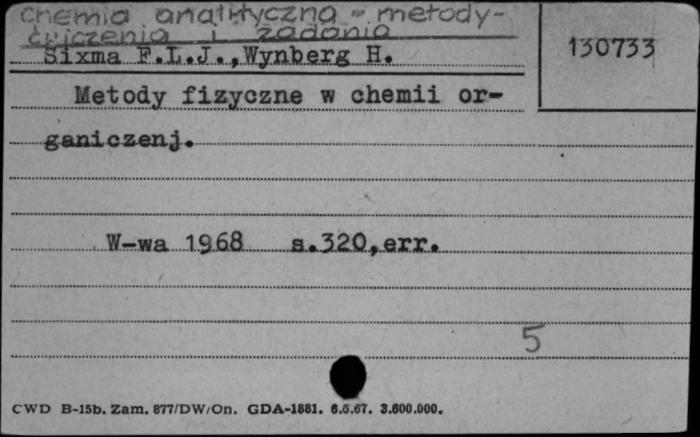 chemia analityczna - metody-
ćwiczenia i zadania
130733
Sixma F.L.J.,Wynberg H.
Metody fizyczne w chemii or-
ganiczenj.
W-wa 1968 s.320,err.
5
CWD B-15b. Zam. 877/DW/On. GDA-1881. 6.6.67. 3.600.000.